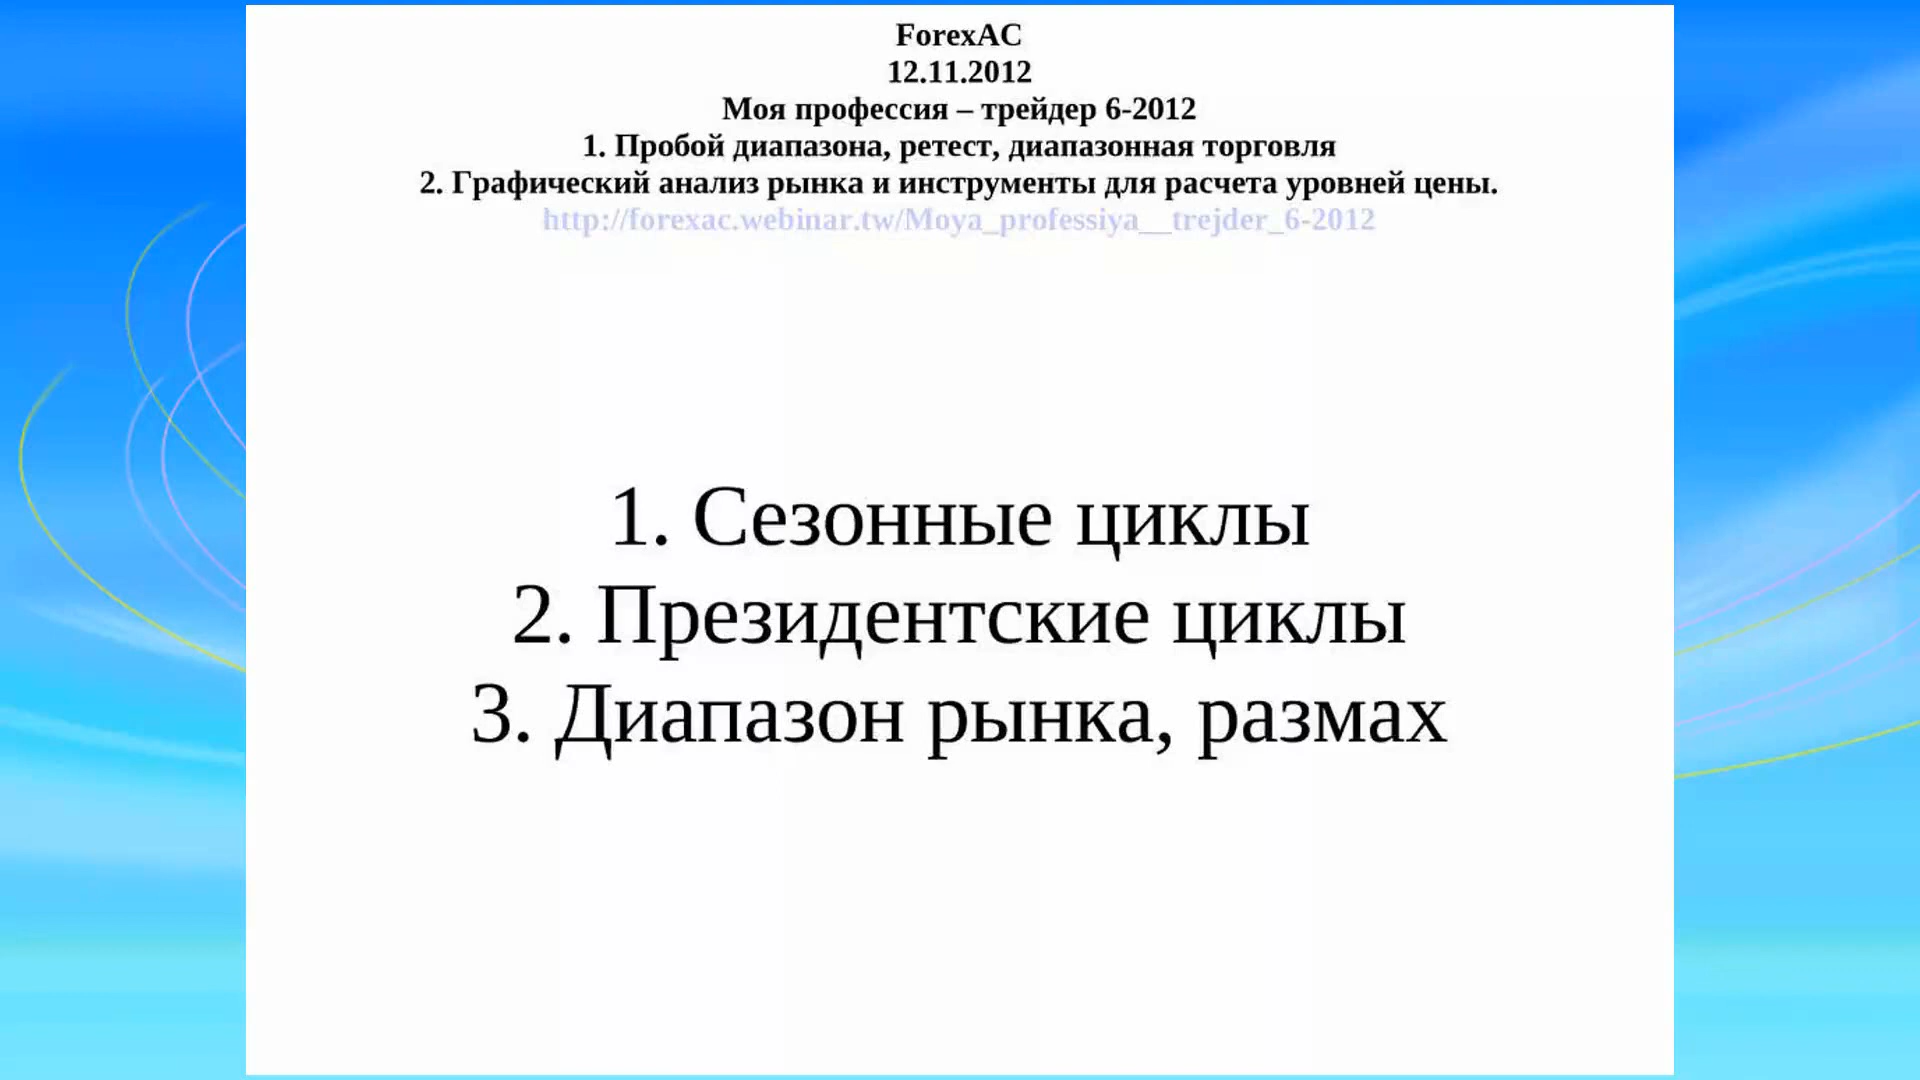 ForexAC
12.11.2012
Моя профессия – трейдер 6-2012
1. Пробой диапазона, ретест, диапазонная торговля
2. Графический анализ рынка и инструменты для расчета уровней цены.
http://forexac.webinar.tw/Moya_professiya__trejder_6-2012
1. Сезонные циклы
2. Президентские циклы
3. Диапазон рынка, размах